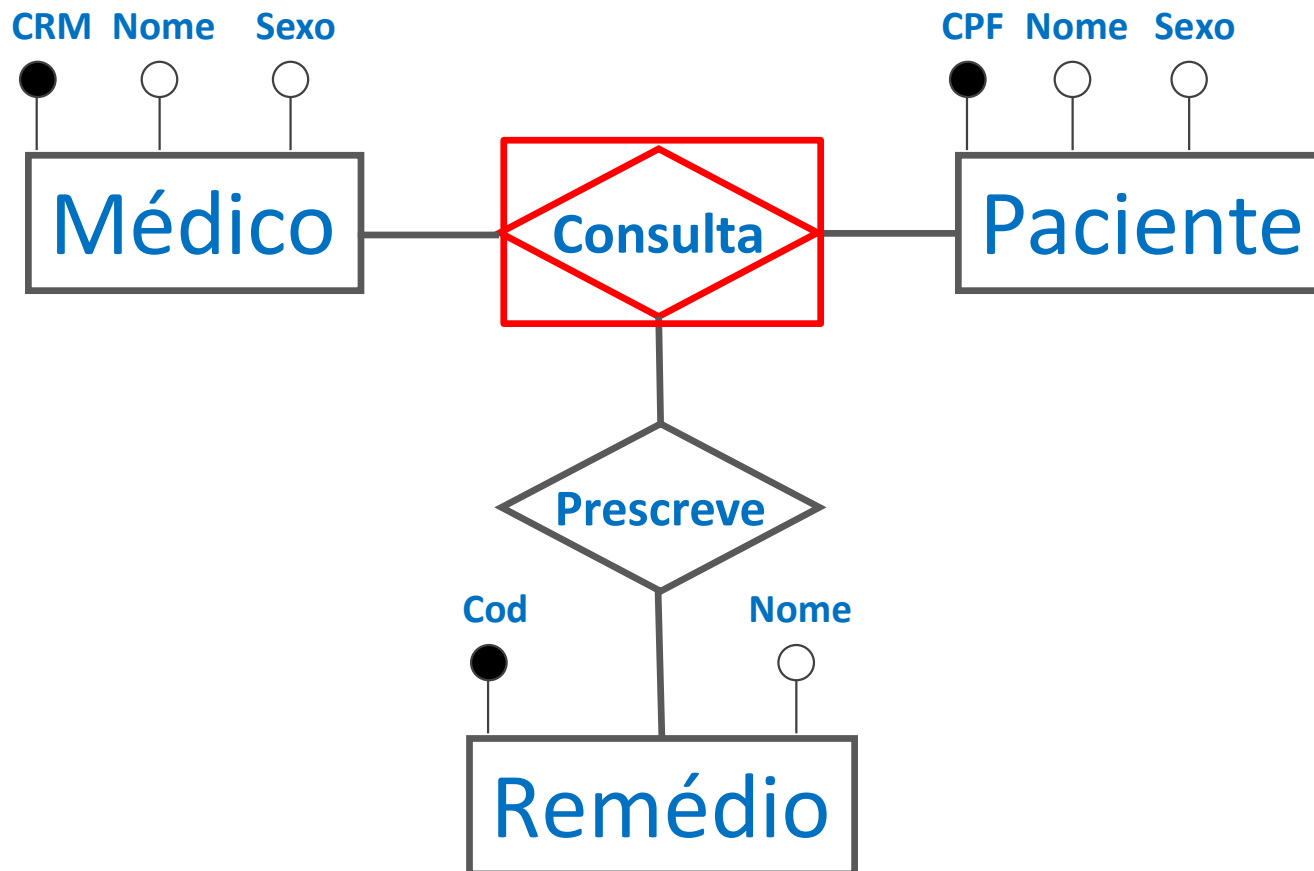 CRM Nome Sexo
CPF Nome Sexo
Médico
Consulta
Paciente
Prescreve
Cod
Nome
Remédio